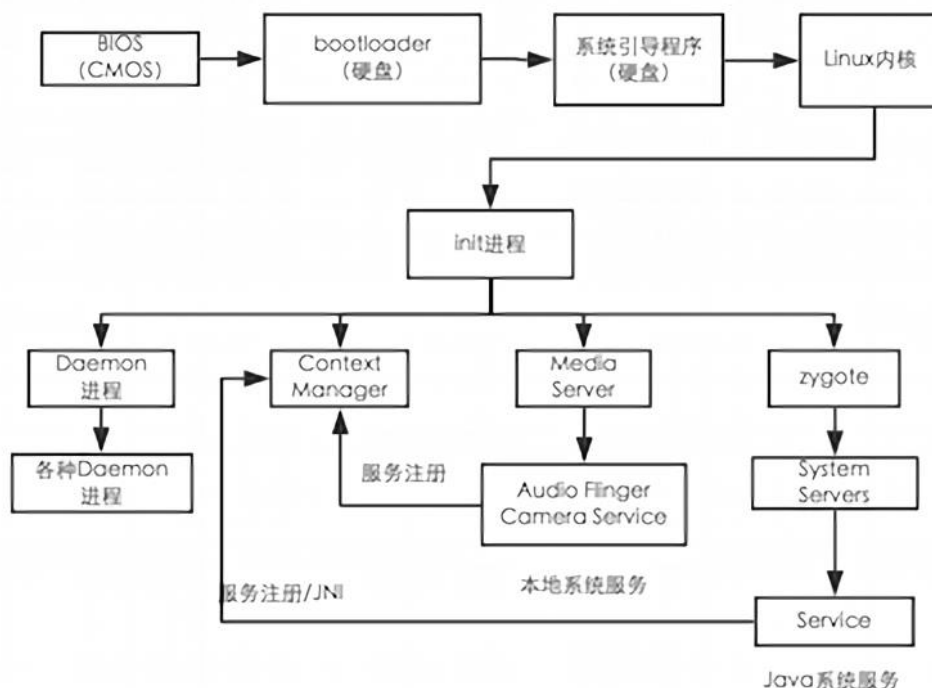 BIOS
（CMOS）
bootloader
（硬盘）
系统引导程序
（硬盘）
Linux内核
init进程
Daemon
进程
Context
Manager
Media
Server
zygote
各种Daemon
进程
服务注册
Audio Flinger
Camera Service
System
Servers
服务注册/JNI
本地系统服务
Service
Java系统服务